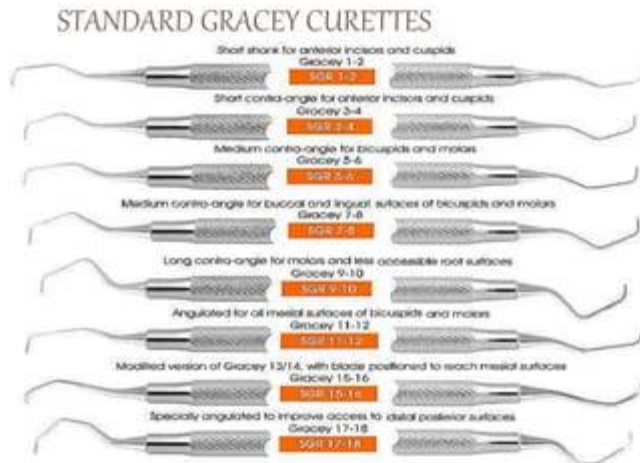 STANDARD GRACEY CURETTES
Short shank for anterior incisors and cuspids
Gracey 1-2
SGR 1-2
Short contra-angle for anterior incisors and cuspids
Gracey 3-4
SGR 3-4
Medium contra-angle for bicuspids and molars
Gracey 5-6
SGR 5-6
Medium contra-angle for buccal and lingual sufaces of bicuspids and molars
Gracey 7-8
SGR 7-8
Long contra-angle for molars and less accessible root surfaces
Gracey 9-10
SGR 9-10
Angulated for all mesial surfaces of bicuspids and molars
Gracey 11-12
SGR 11-12
Modified version of Gracey 13/14, with blade positioned to reach mesial surfaces
Gracey 15-16
SGR 15-16
Specially angulated to improve access to distal posterior surfaces
Gracey 17-18
SGR 17-18